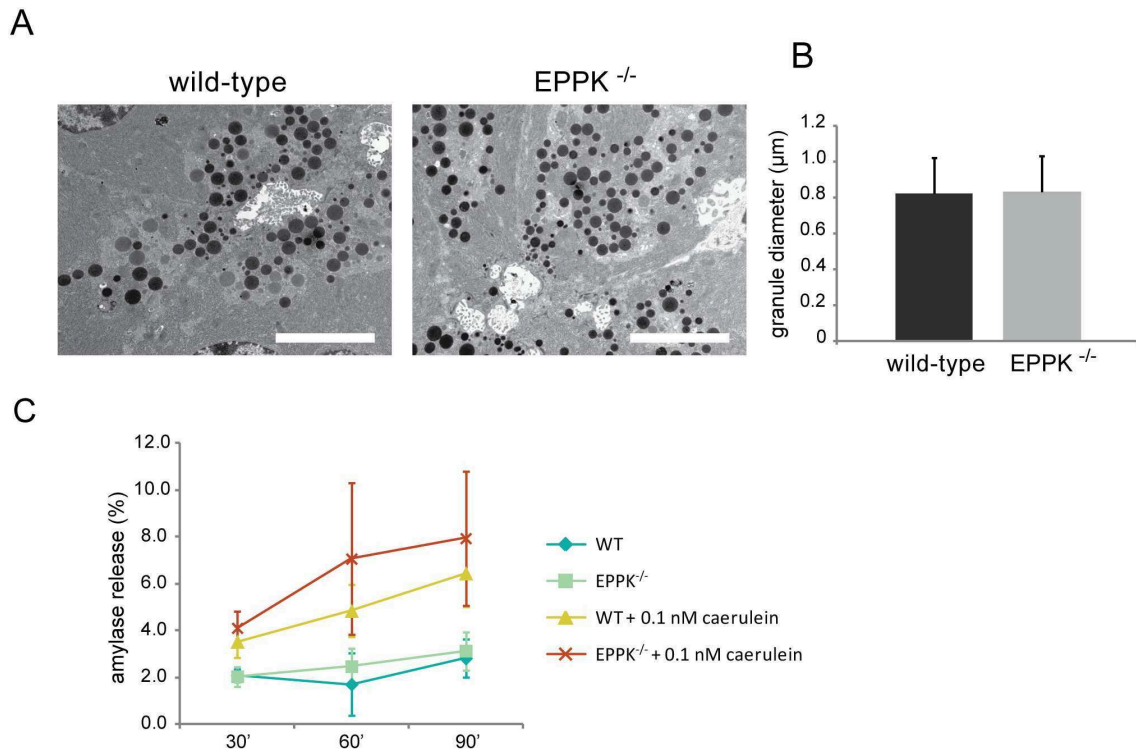 A
wild-type
EPPK -/-
B
granule diameter (µm)
1.2
1.0
0.8
0.6
0.4
0.2
0
wild-type EPPK -/-
C
amylase release (%)
12.0
10.0
8.0
6.0
4.0
2.0
0.0
30' 60' 90'
WT
EPPK-/-
WT + 0.1 nM caerulein
EPPK-/- + 0.1 nM caerulein